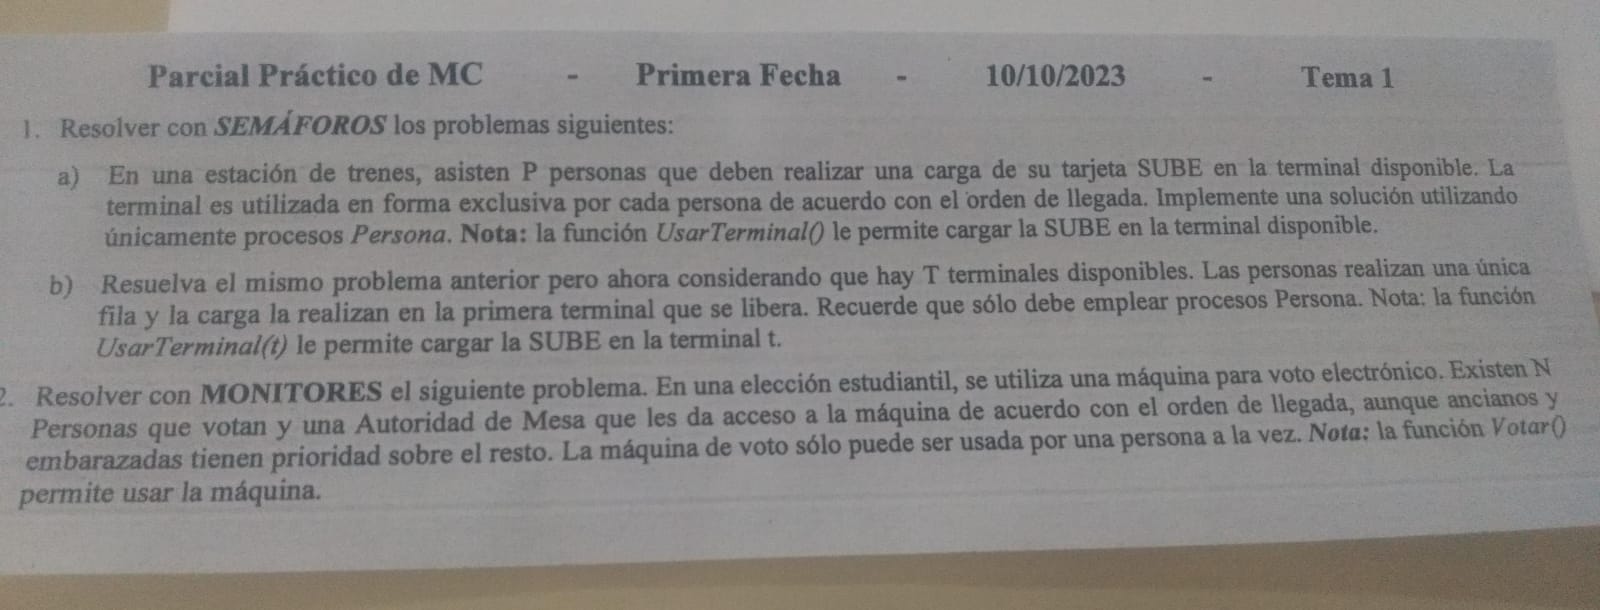 Parcial Práctico de MC - Primera Fecha - 10/10/2023 - Tema 1
1. Resolver con SEMÁFOROS los problemas siguientes:
a) En una estación de trenes, asisten P personas que deben realizar una carga de su tarjeta SUBE en la terminal disponible. La
terminal es utilizada en forma exclusiva por cada persona de acuerdo con el orden de llegada. Implemente una solución utilizando
únicamente procesos Persona. Nota: la función UsarTerminal() le permite cargar la SUBE en la terminal disponible.
b) Resuelva el mismo problema anterior pero ahora considerando que hay T terminales disponibles. Las personas realizan una única
fila y la carga la realizan en la primera terminal que se libera. Recuerde que sólo debe emplear procesos Persona. Nota: la función
UsarTerminal(t) le permite cargar la SUBE en la terminal t.
2. Resolver con MONITORES el siguiente problema. En una elección estudiantil, se utiliza una máquina para voto electrónico. Existen N
Personas que votan y una Autoridad de Mesa que les da acceso a la máquina de acuerdo con el orden de llegada, aunque ancianos y
embarazadas tienen prioridad sobre el resto. La máquina de voto sólo puede ser usada por una persona a la vez. Nota: la función Votar()
permite usar la máquina.